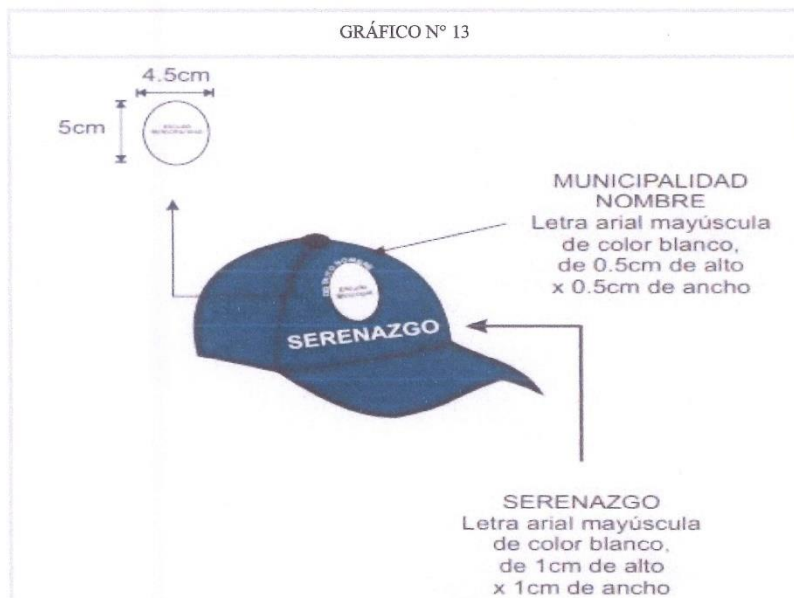 GRÁFICO N° 13
4.5cm
5cm
MUNICIPALIDAD
NOMBRE
Letra arial mayúscula
de color blanco,
de 0.5cm de alto
x 0.5cm de ancho
NOMBRE
SERENAZGO
SERENAZGO
Letra arial mayúscula
de color blanco,
de 1cm de alto
x 1cm de ancho